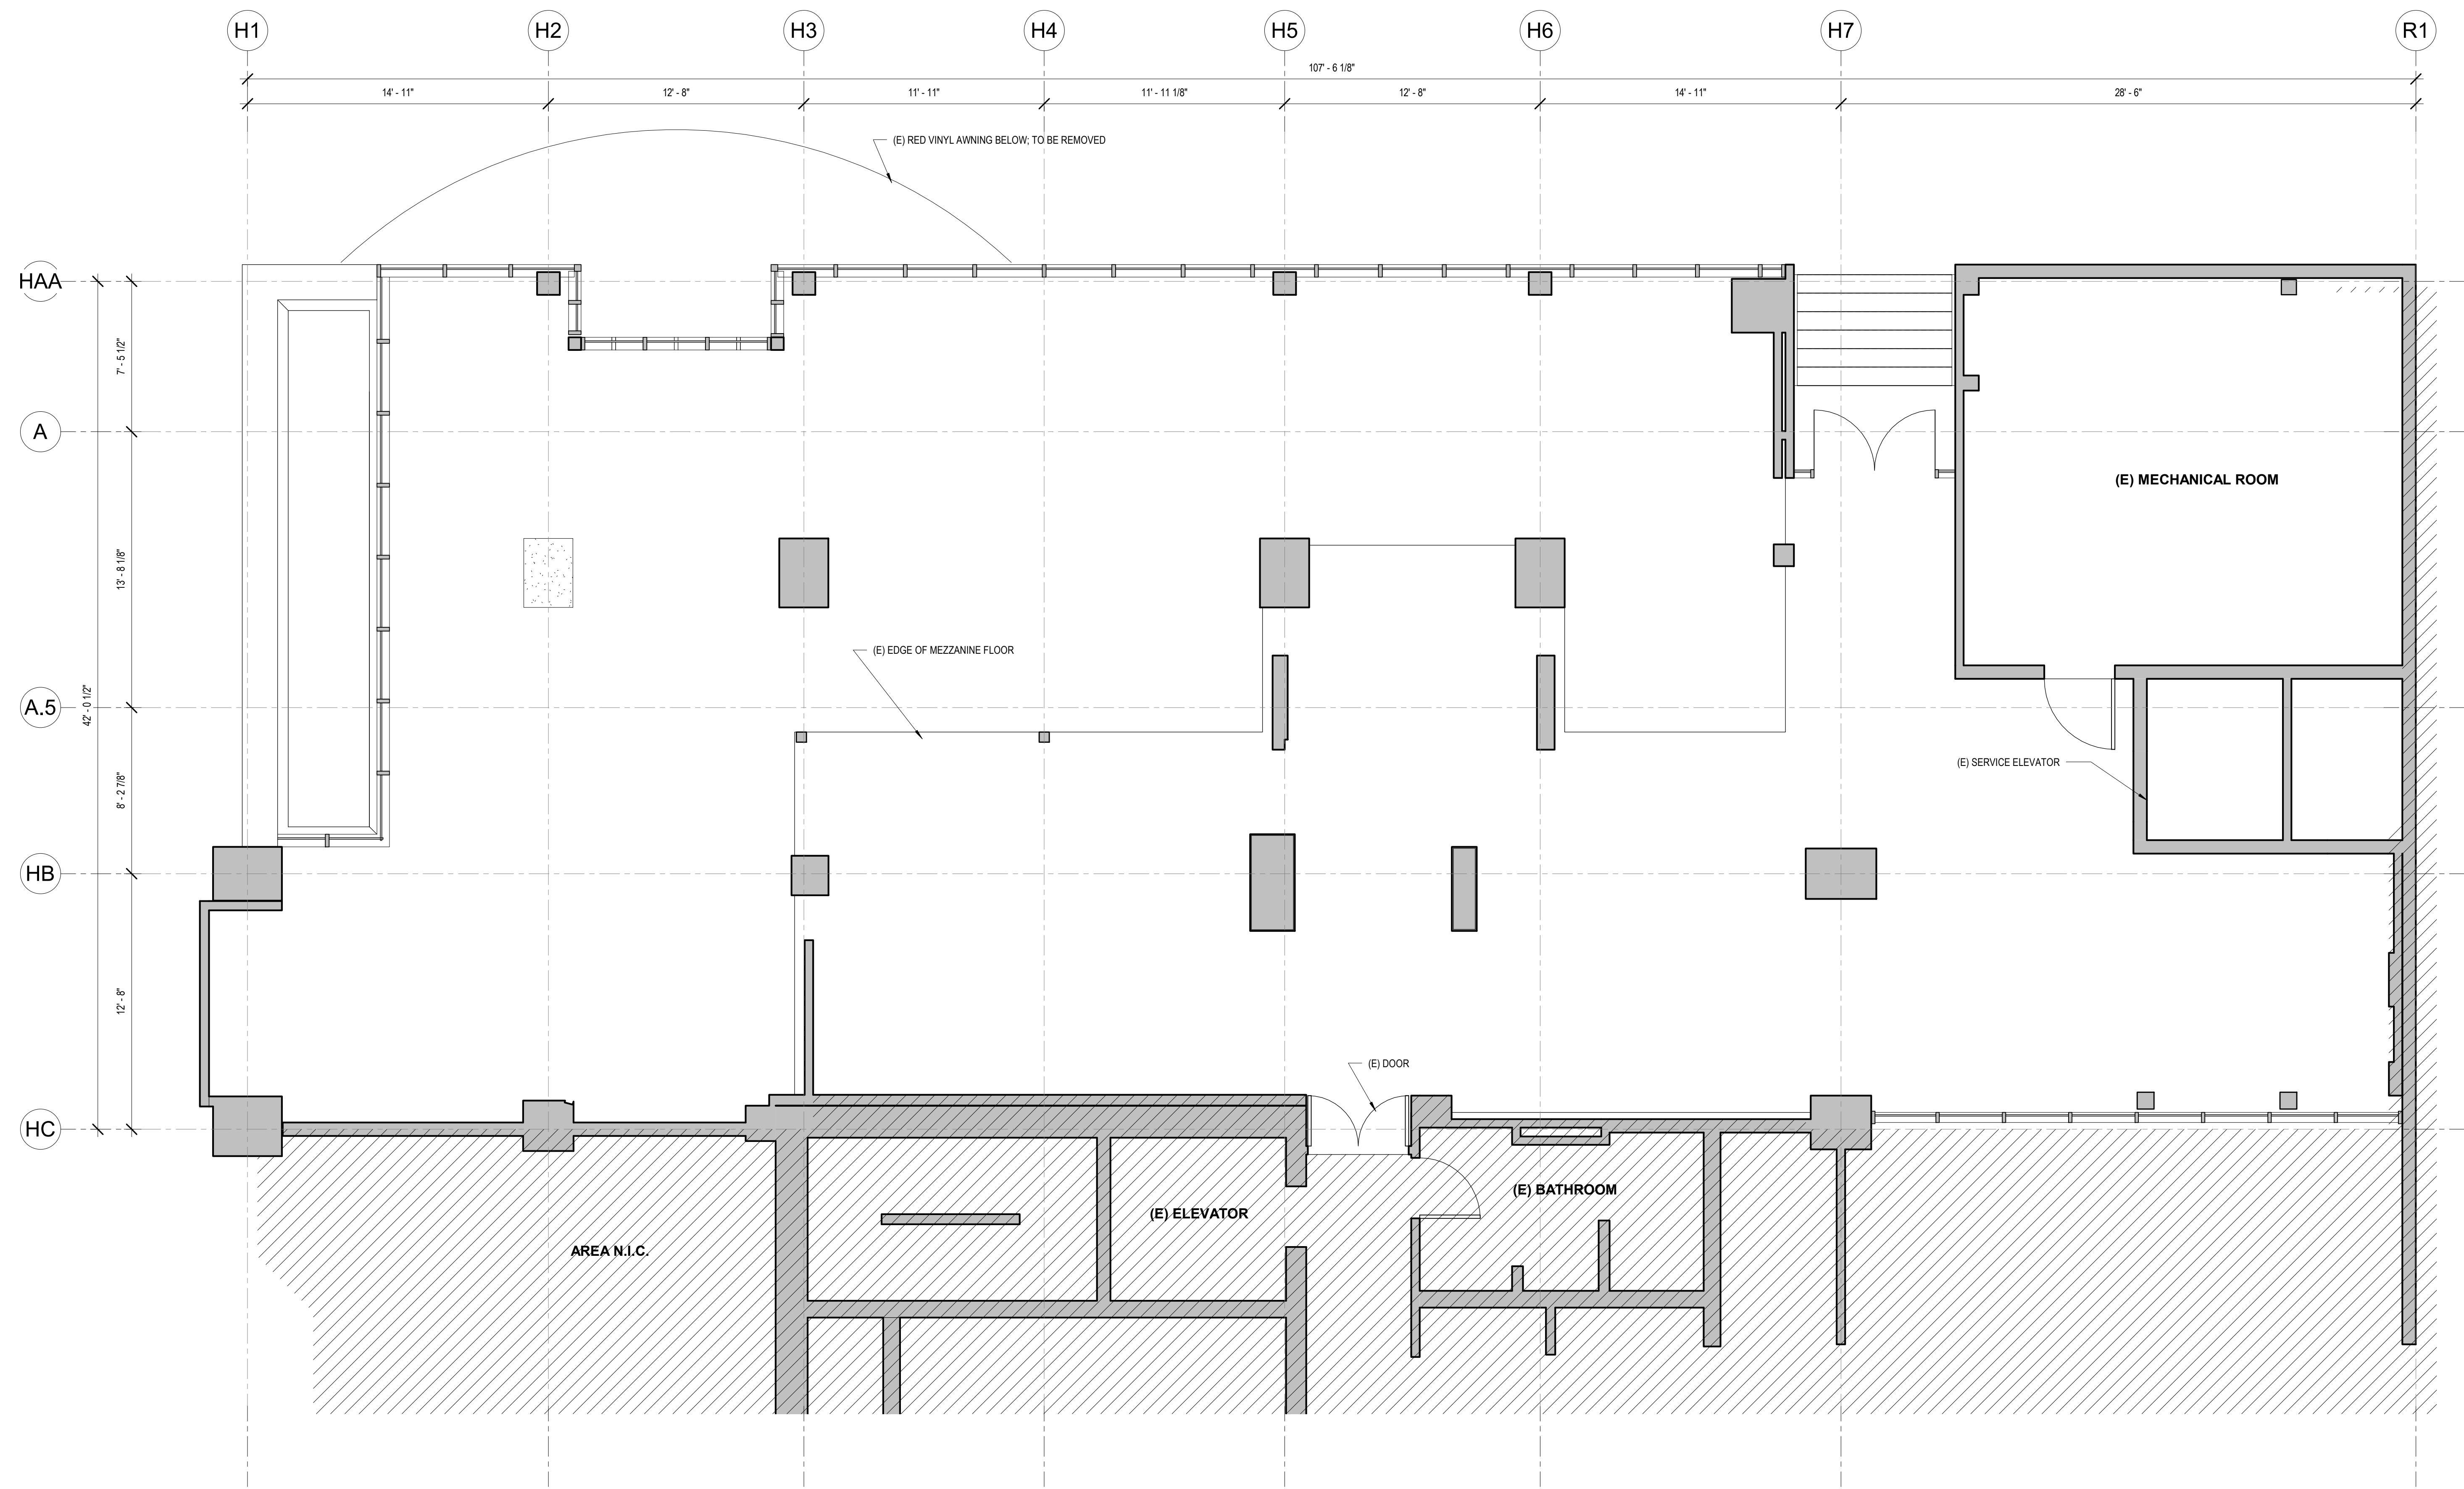 H1 H2 H3 H4 H5 H6 H7 R1
107' - 6 1/8"
14' - 11" 12' - 8" 11' - 11" 11' - 11 1/8" 12' - 8" 14' - 11" 28' - 6"
(E) RED VINYL AWNING BELOW; TO BE REMOVED
HAA
7' - 5 1/2"
A
(E) MECHANICAL ROOM
13' - 8 1/8"
(E) EDGE OF MEZZANINE FLOOR
42' - 0 1/2"
A.5
(E) SERVICE ELEVATOR
8' - 2 7/8"
HB
12' - 8"
(E) DOOR
HC
(E) BATHROOM
(E) ELEVATOR
AREA N.I.C.